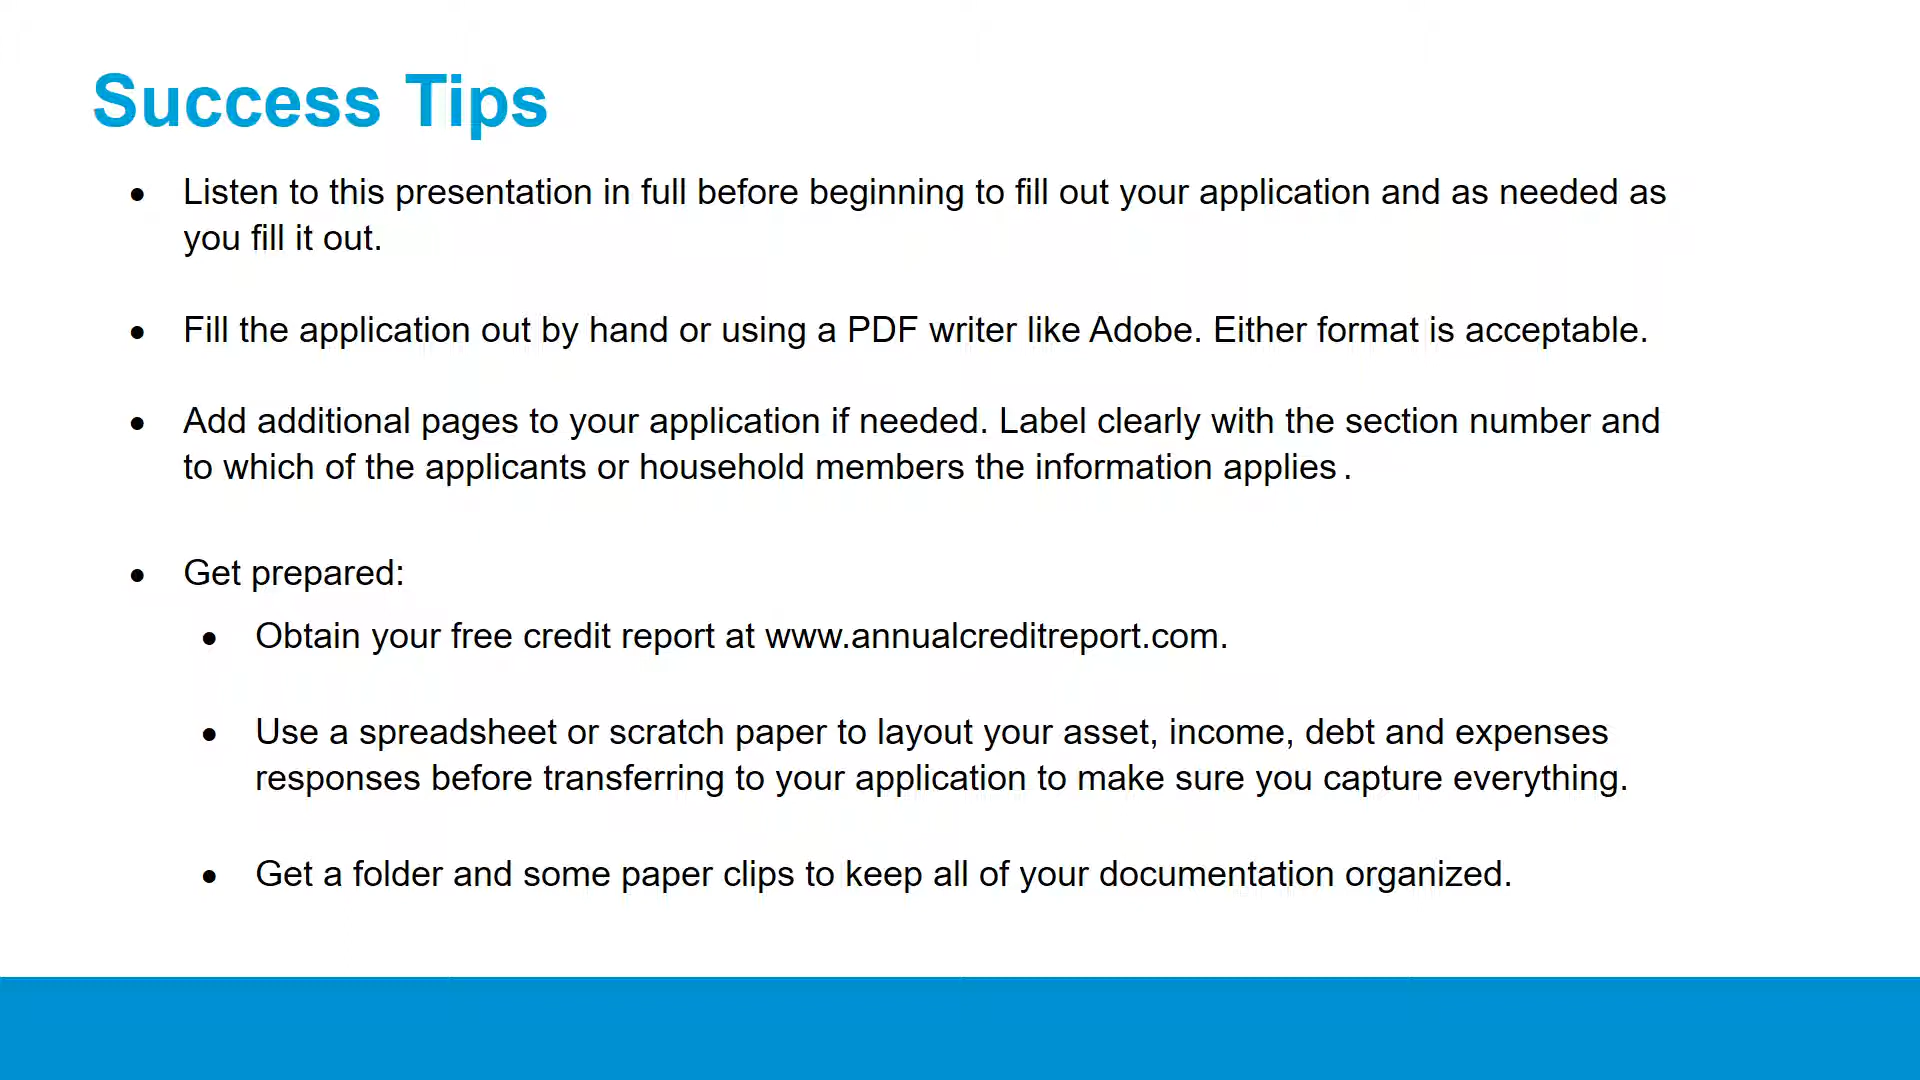 Success Tips
• Listen to this presentation in full before beginning to fill out your application and as needed as
you fill it out.
• Fill the application out by hand or using a PDF writer like Adobe. Either format is acceptable.
• Add additional pages to your application if needed. Label clearly with the section number and
to which of the applicants or household members the information applies .
• Get prepared:
• Obtain your free credit report at www.annualcreditreport.com.
• Use a spreadsheet or scratch paper to layout your asset, income, debt and expenses
responses before transferring to your application to make sure you capture everything.
• Get a folder and some paper clips to keep all of your documentation organized.